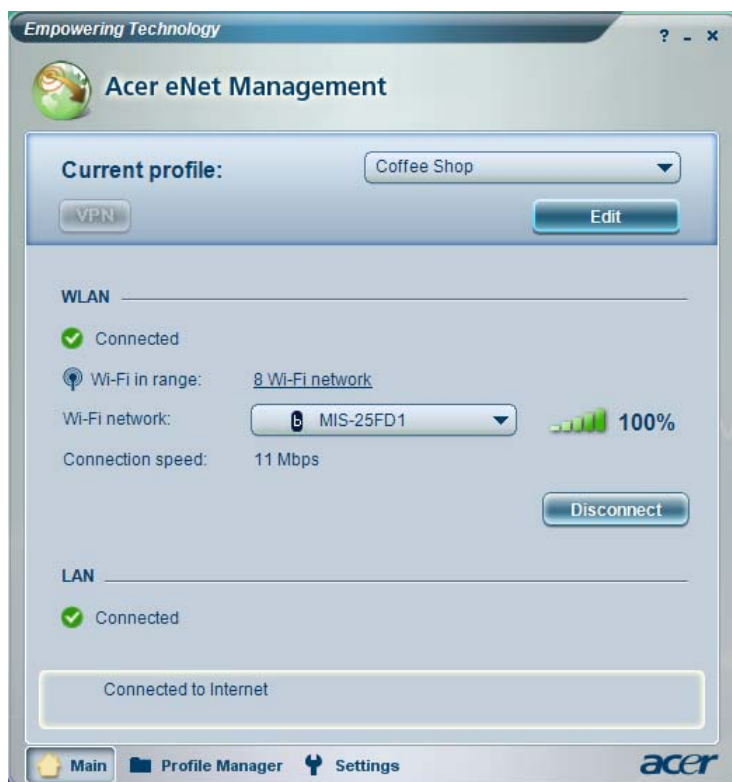 Empowering Technology
? - x
Acer eNet Management
Current profile:
Coffee Shop
VPN
Edit
WLAN
Connected
Wi-Fi in range: 8 Wi-Fi network
Wi-Fi network: b MIS-25FD1 100%
Connection speed: 11 Mbps
Disconnect
LAN
Connected
Connected to Internet
Main Profile Manager Settings acer